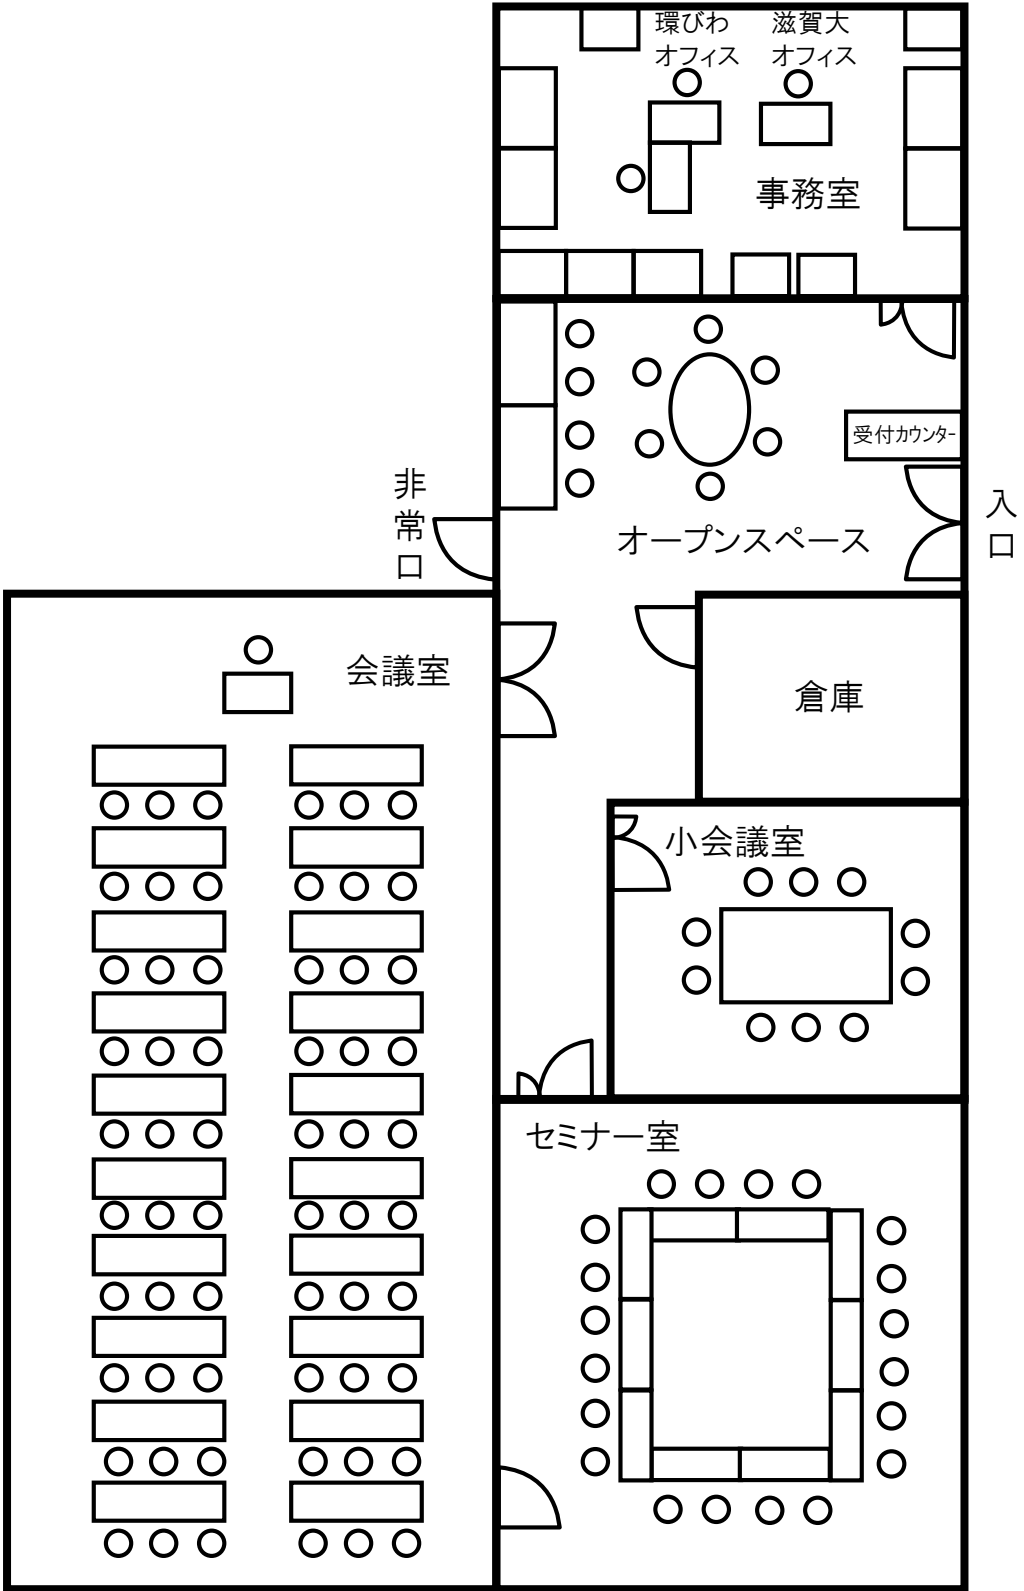 環びわ
オフィス
滋賀大
オフィス
事務室
受付カウンター
非常口
オープンスペース
入口
会議室
倉庫
小会議室
セミナー室